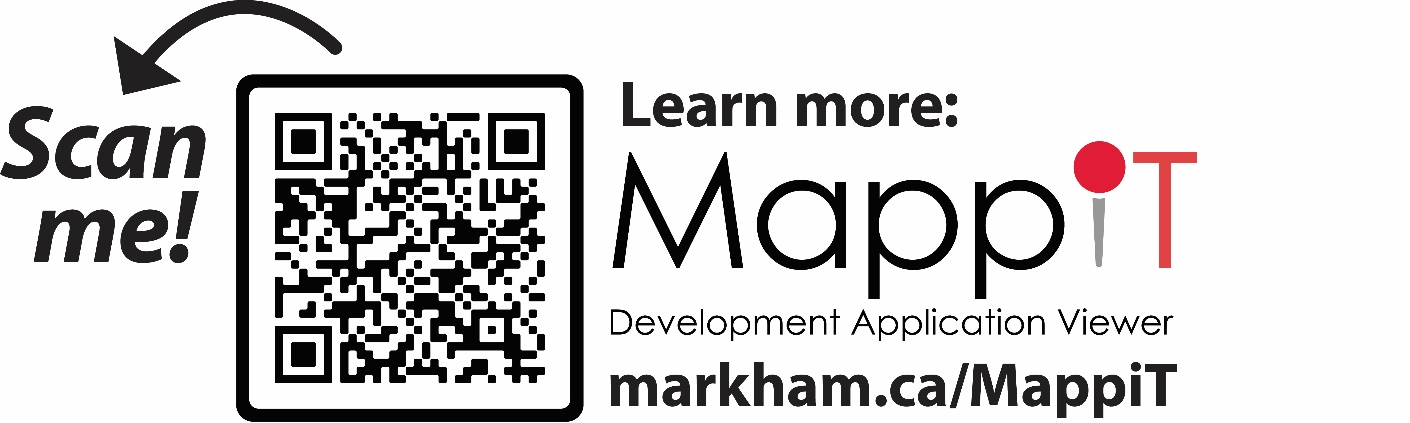 Scan
me!
Learn more:
MappiT
Development Application Viewer
markham.ca/MappiT